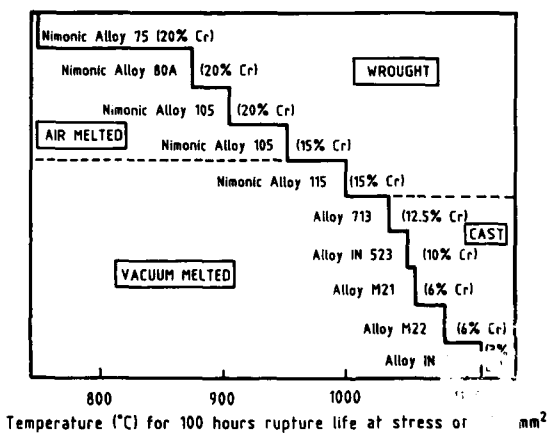 Nimonic Alloy 75 (20% Cr)
Nimonic Alloy 80A (20% Cr)
WROUGHT
Nimonic Alloy 105 (20% Cr)
AIR MELTED
Nimonic Alloy 105 (15% Cr)
Nimonic Alloy 115 (15% Cr)
Alloy 713 (12.5% Cr)
CAST
Alloy IN 523 (10% Cr)
VACUUM MELTED
Alloy M21 (6% Cr)
Alloy M22 (6% Cr)
Alloy IN
800 900 1000
Temperature (°C) for 100 hours rupture life at stress or mm²